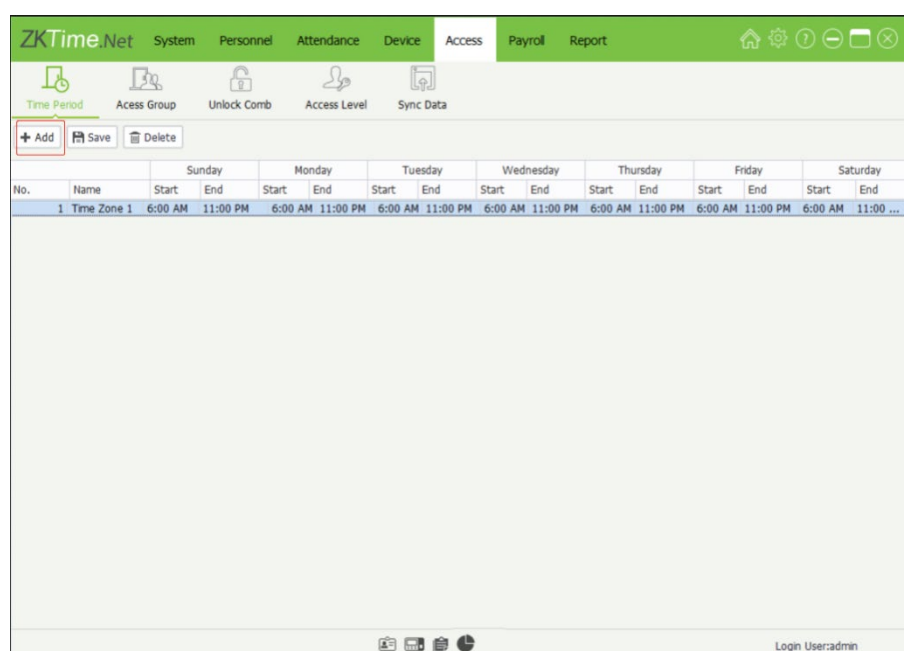 ZKTime.Net System Personnel Attendance Device Access Payroll Report
Time Period Acess Group Unlock Comb Access Level Sync Data
+ Add Save Delete
Sunday Monday Tuesday Wednesday Thursday Friday Saturday
No. Name Start End Start End Start End Start End Start End Start End Start End
1 Time Zone 1 6:00 AM 11:00 PM 6:00 AM 11:00 PM 6:00 AM 11:00 PM 6:00 AM 11:00 PM 6:00 AM 11:00 PM 6:00 AM 11:00 PM 6:00 AM 11:00 ...
Login User:admin